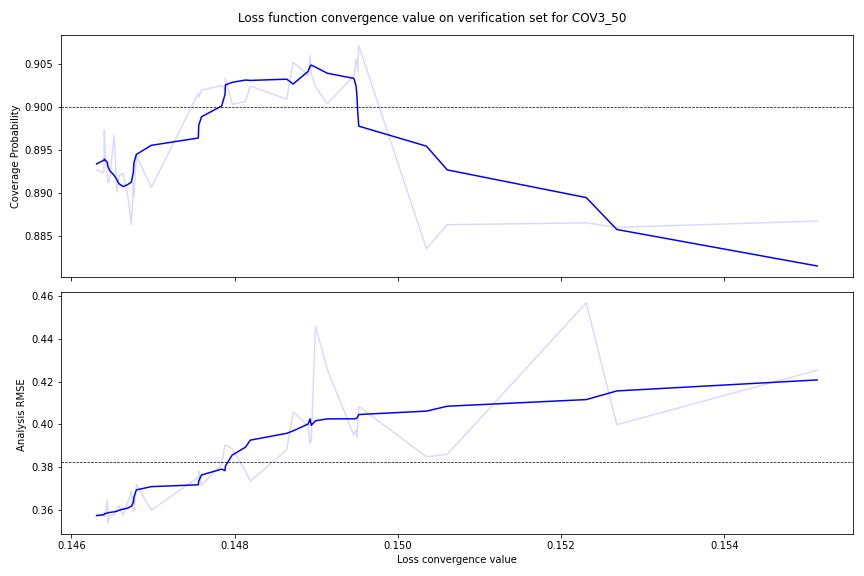 Loss function convergence value on verification set for COV3_50
Coverage Probability
0.905
0.900
0.895
0.890
0.885
Analysis RMSE
0.46
0.44
0.42
0.40
0.38
0.36
0.146 0.148 0.150 0.152 0.154
Loss convergence value